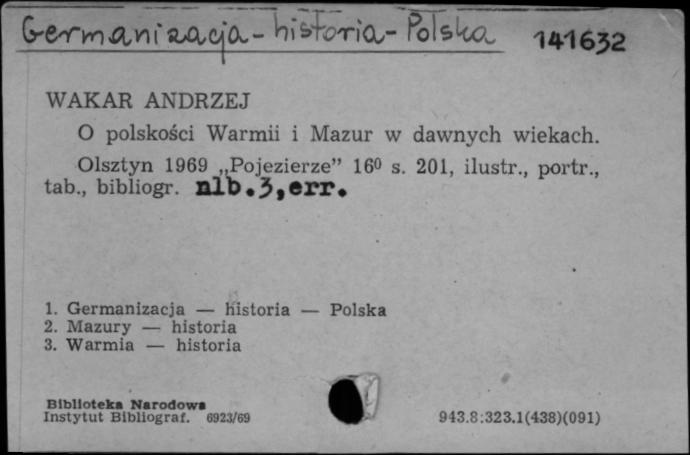 Germanizacja - historia - Polska 141632
WAKAR ANDRZEJ
O polskości Warmii i Mazur w dawnych wiekach.
Olsztyn 1969 „Pojezierze” 16⁰ s. 201, ilustr., portr.,
tab., bibliogr. nlb.3,err.
1. Germanizacja — historia — Polska
2. Mazury — historia
3. Warmia — historia
Biblioteka Narodowa
Instytut Bibliograf. 6923/69 943.8:323.1(438)(091)